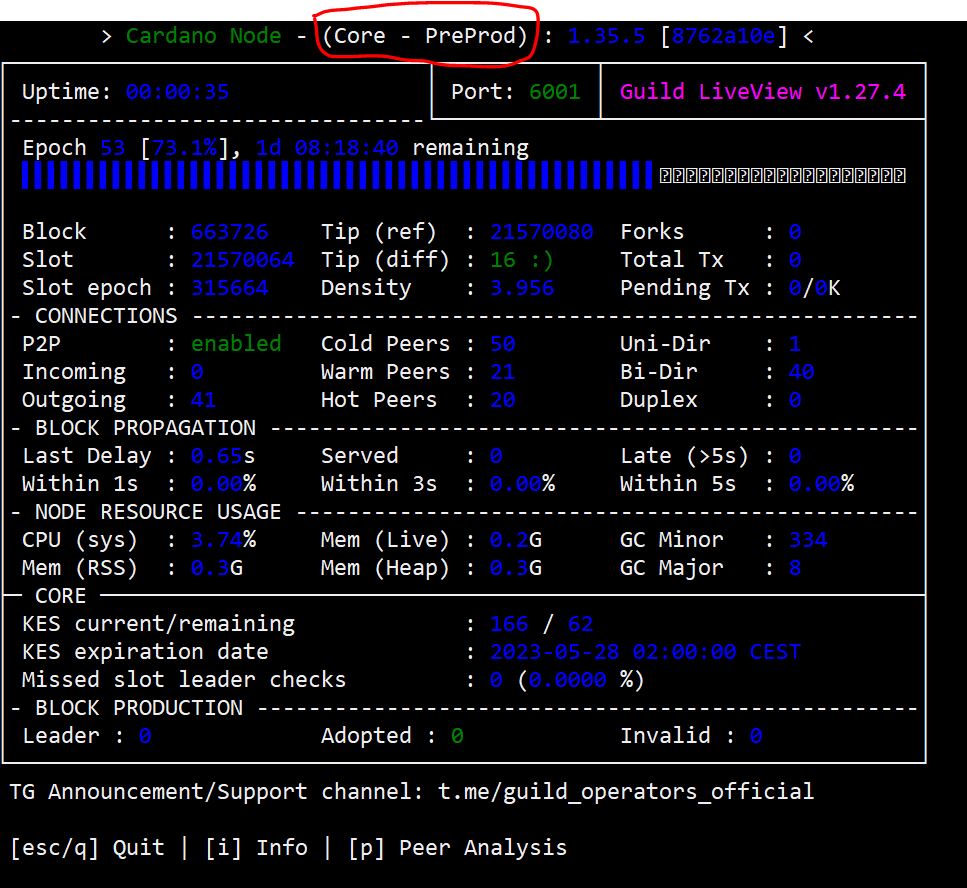 > Cardano Node - (Core - PreProd) : 1.35.5 [8762a10e] <
Uptime: 00:00:35 Port: 6001 Guild LiveView v1.27.4
Epoch 53 [73.1%], 1d 08:18:40 remaining
Block : 663726 Tip (ref) : 21570080 Forks : 0
Slot : 21570064 Tip (diff) : 16 :) Total Tx : 0
Slot epoch : 315664 Density : 3.956 Pending Tx : 0/0K
- CONNECTIONS
P2P : enabled Cold Peers : 50 Uni-Dir : 1
Incoming : 0 Warm Peers : 21 Bi-Dir : 40
Outgoing : 41 Hot Peers : 20 Duplex : 0
- BLOCK PROPAGATION
Last Delay : 0.65s Served : 0 Late (>5s) : 0
Within 1s : 0.00% Within 3s : 0.00% Within 5s : 0.00%
- NODE RESOURCE USAGE
CPU (sys) : 3.74% Mem (Live) : 0.2G GC Minor : 334
Mem (RSS) : 0.3G Mem (Heap) : 0.3G GC Major : 8
CORE
KES current/remaining : 166 / 62
KES expiration date : 2023-05-28 02:00:00 CEST
Missed slot leader checks : 0 (0.0000 %)
- BLOCK PRODUCTION
Leader : 0 Adopted : 0 Invalid : 0
TG Announcement/Support channel: t.me/guild_operators_official
[esc/q] Quit | [i] Info | [p] Peer Analysis